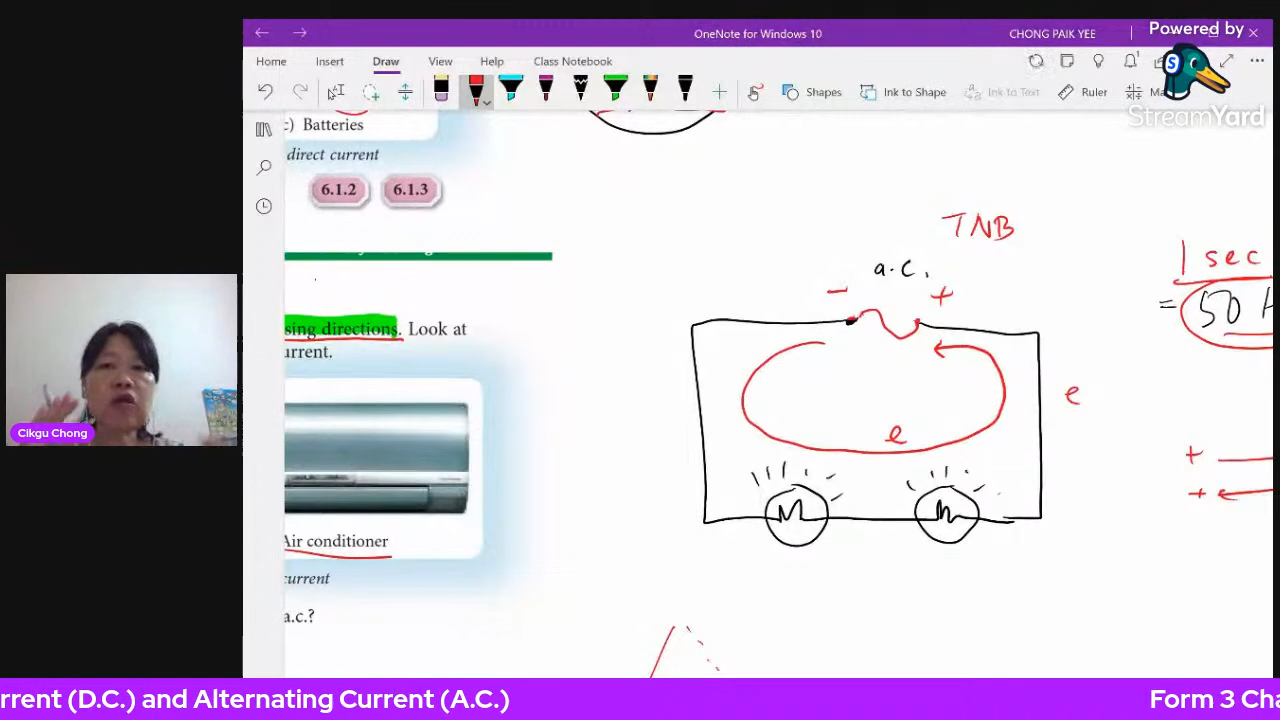 OneNote for Windows 10
CHONG PAIK YEE
Powered by
StreamYard
Home
Insert
Draw
View
Help
Class Notebook
Shapes
Ink to Shape
Ink to Text
Ruler
Ma
c) Batteries
direct current
6.1.2
6.1.3
sing directions. Look at
urrent.
Air conditioner
current
a.c.?
TNB
a.c.
- +
e
e
1 sec
= 50 H
+
+
Cikgu Chong
rrent (D.C.) and Alternating Current (A.C.)
Form 3 Cha